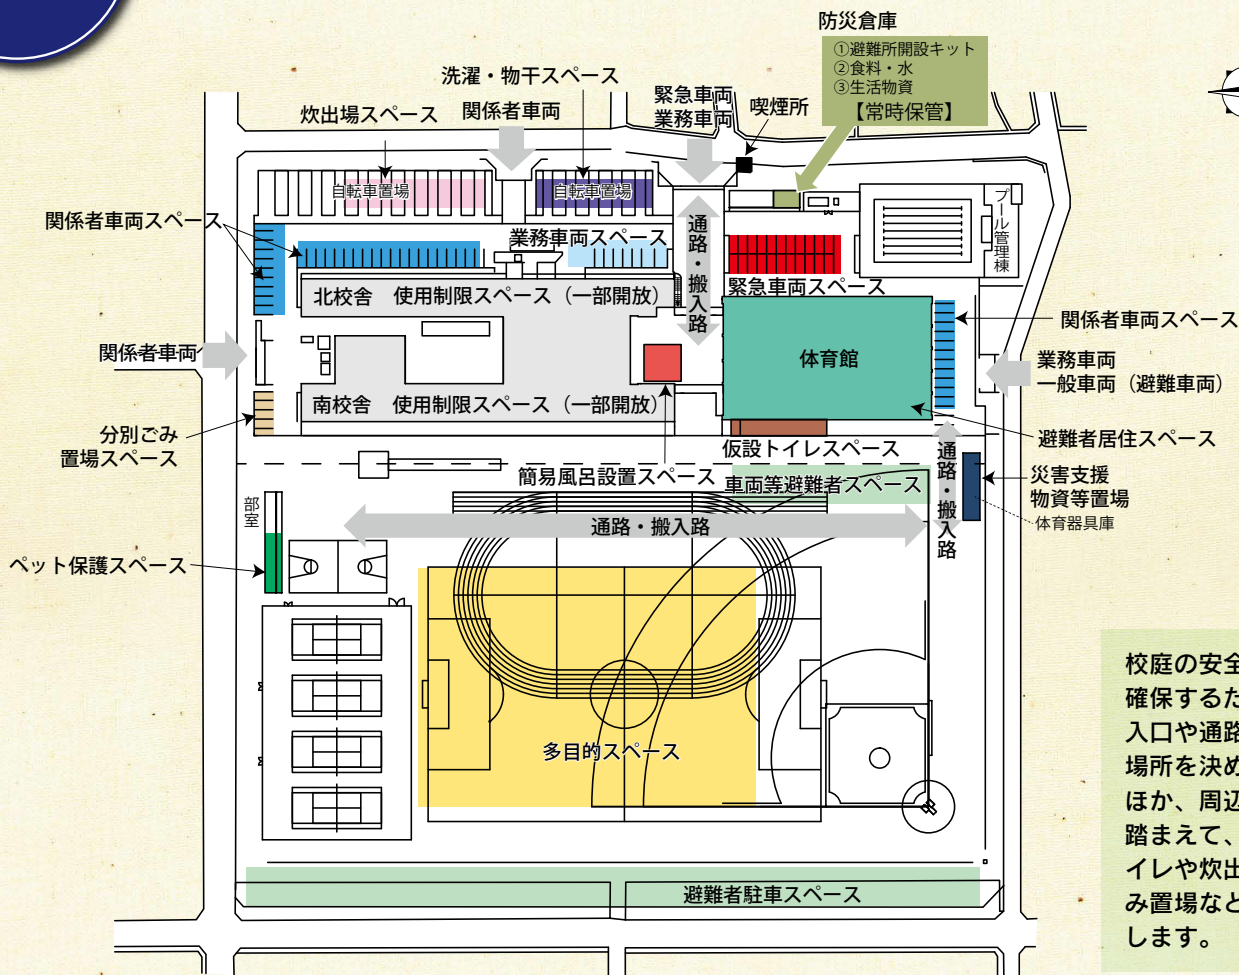 防災倉庫
①避難所開設キット
②食料・水
③生活物資
【常時保管】
洗濯・物干スペース
炊出場スペース
関係者車両
緊急車両
業務車両
喫煙所
自転車置場
自転車置場
関係者車両スペース
業務車両スペース
通路・搬入路
プール管理棟
緊急車両スペース
北校舎 使用制限スペース（一部開放）
関係者車両スペース
関係者車両
体育館
業務車両
一般車両（避難車両）
南校舎 使用制限スペース（一部開放）
分別ごみ
置場スペース
避難者居住スペース
仮設トイレスペース
簡易風呂設置スペース
車両等避難者スペース
通路・搬入路
災害支援
物資等置場
体育器具庫
部室
通路・搬入路
ペット保護スペース
多目的スペース
避難者駐車スペース
校庭の安全
確保するた
入口や通路
場所を決め
ほか、周辺
踏まえて、
イレや炊出
み置場など
します。